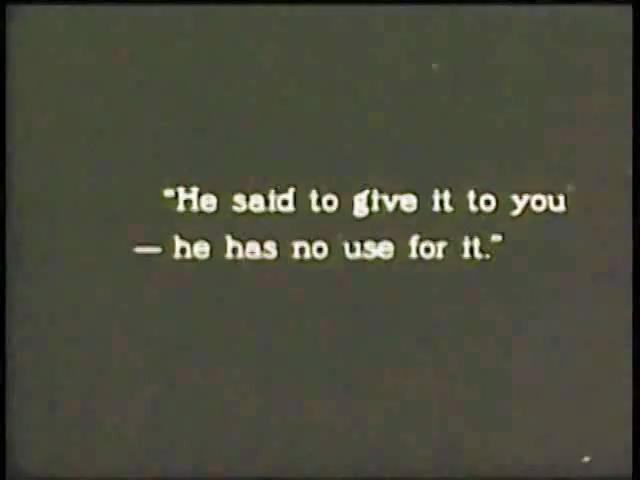 "He said to give it to you
— he has no use for it."